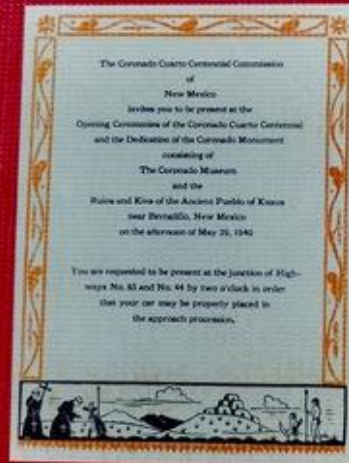 The Coronado Cuarto Centennial Commission
of
New Mexico
invites you to be present at the
Opening Ceremonies of the Coronado Cuarto Centennial
and the Dedication of the Coronado Monument
consisting of
The Coronado Museum
and the
Ruins and Kiva of the Ancient Pueblo of Kuaua
near Bernalillo, New Mexico
on the afternoon of May 29, 1940
You are requested to be present at the junction of High-
ways No. 85 and No. 44 by two o'clock in order
that your car may be properly placed in
the approach procession.